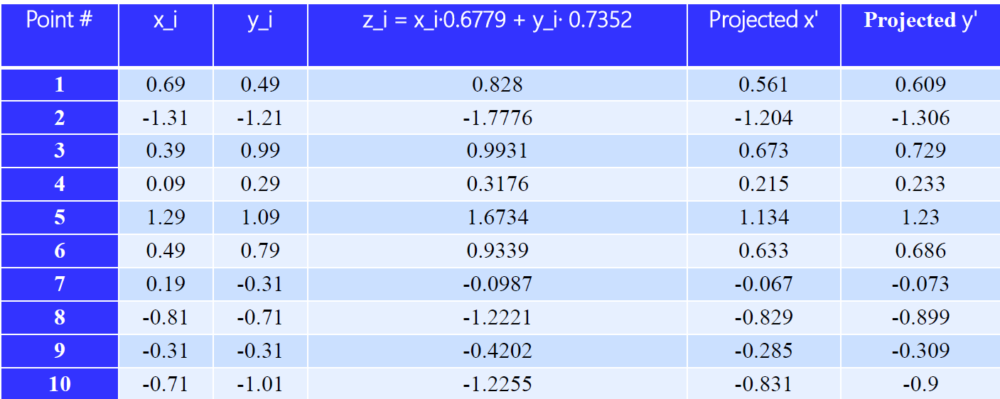 Point # x_i y_i z_i = x_i·0.6779 + y_i· 0.7352 Projected x' Projected y'
1 0.69 0.49 0.828 0.561 0.609
2 -1.31 -1.21 -1.7776 -1.204 -1.306
3 0.39 0.99 0.9931 0.673 0.729
4 0.09 0.29 0.3176 0.215 0.233
5 1.29 1.09 1.6734 1.134 1.23
6 0.49 0.79 0.9339 0.633 0.686
7 0.19 -0.31 -0.0987 -0.067 -0.073
8 -0.81 -0.71 -1.2221 -0.829 -0.899
9 -0.31 -0.31 -0.4202 -0.285 -0.309
10 -0.71 -1.01 -1.2255 -0.831 -0.9